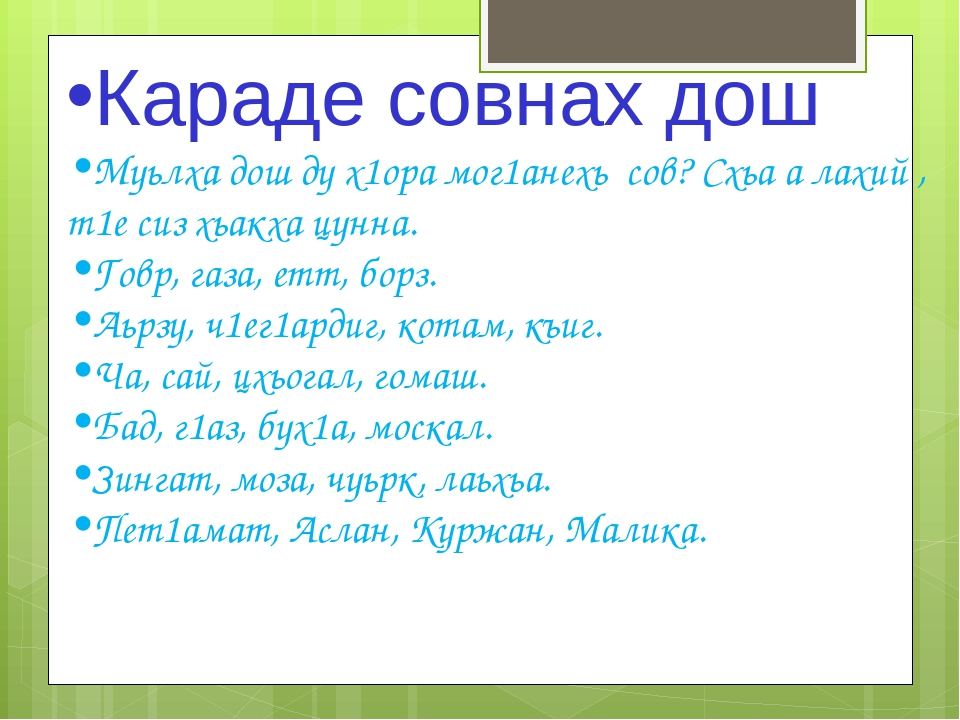 •Караде совнах дош
•Муьлха дош ду х1ора мог1анехь сов? Схьа а лахий ,
т1е сиз хьакха цунна.
•Говр, газа, етт, борз.
•Аьрзу, ч1ег1ардиг, котам, къиг.
•Ча, сай, цхьогал, гомаш.
•Бад, г1аз, бух1а, москал.
•Зингат, моза, чуьрк, лаьхьа.
•Пет1амат, Аслан, Куржан, Малика.